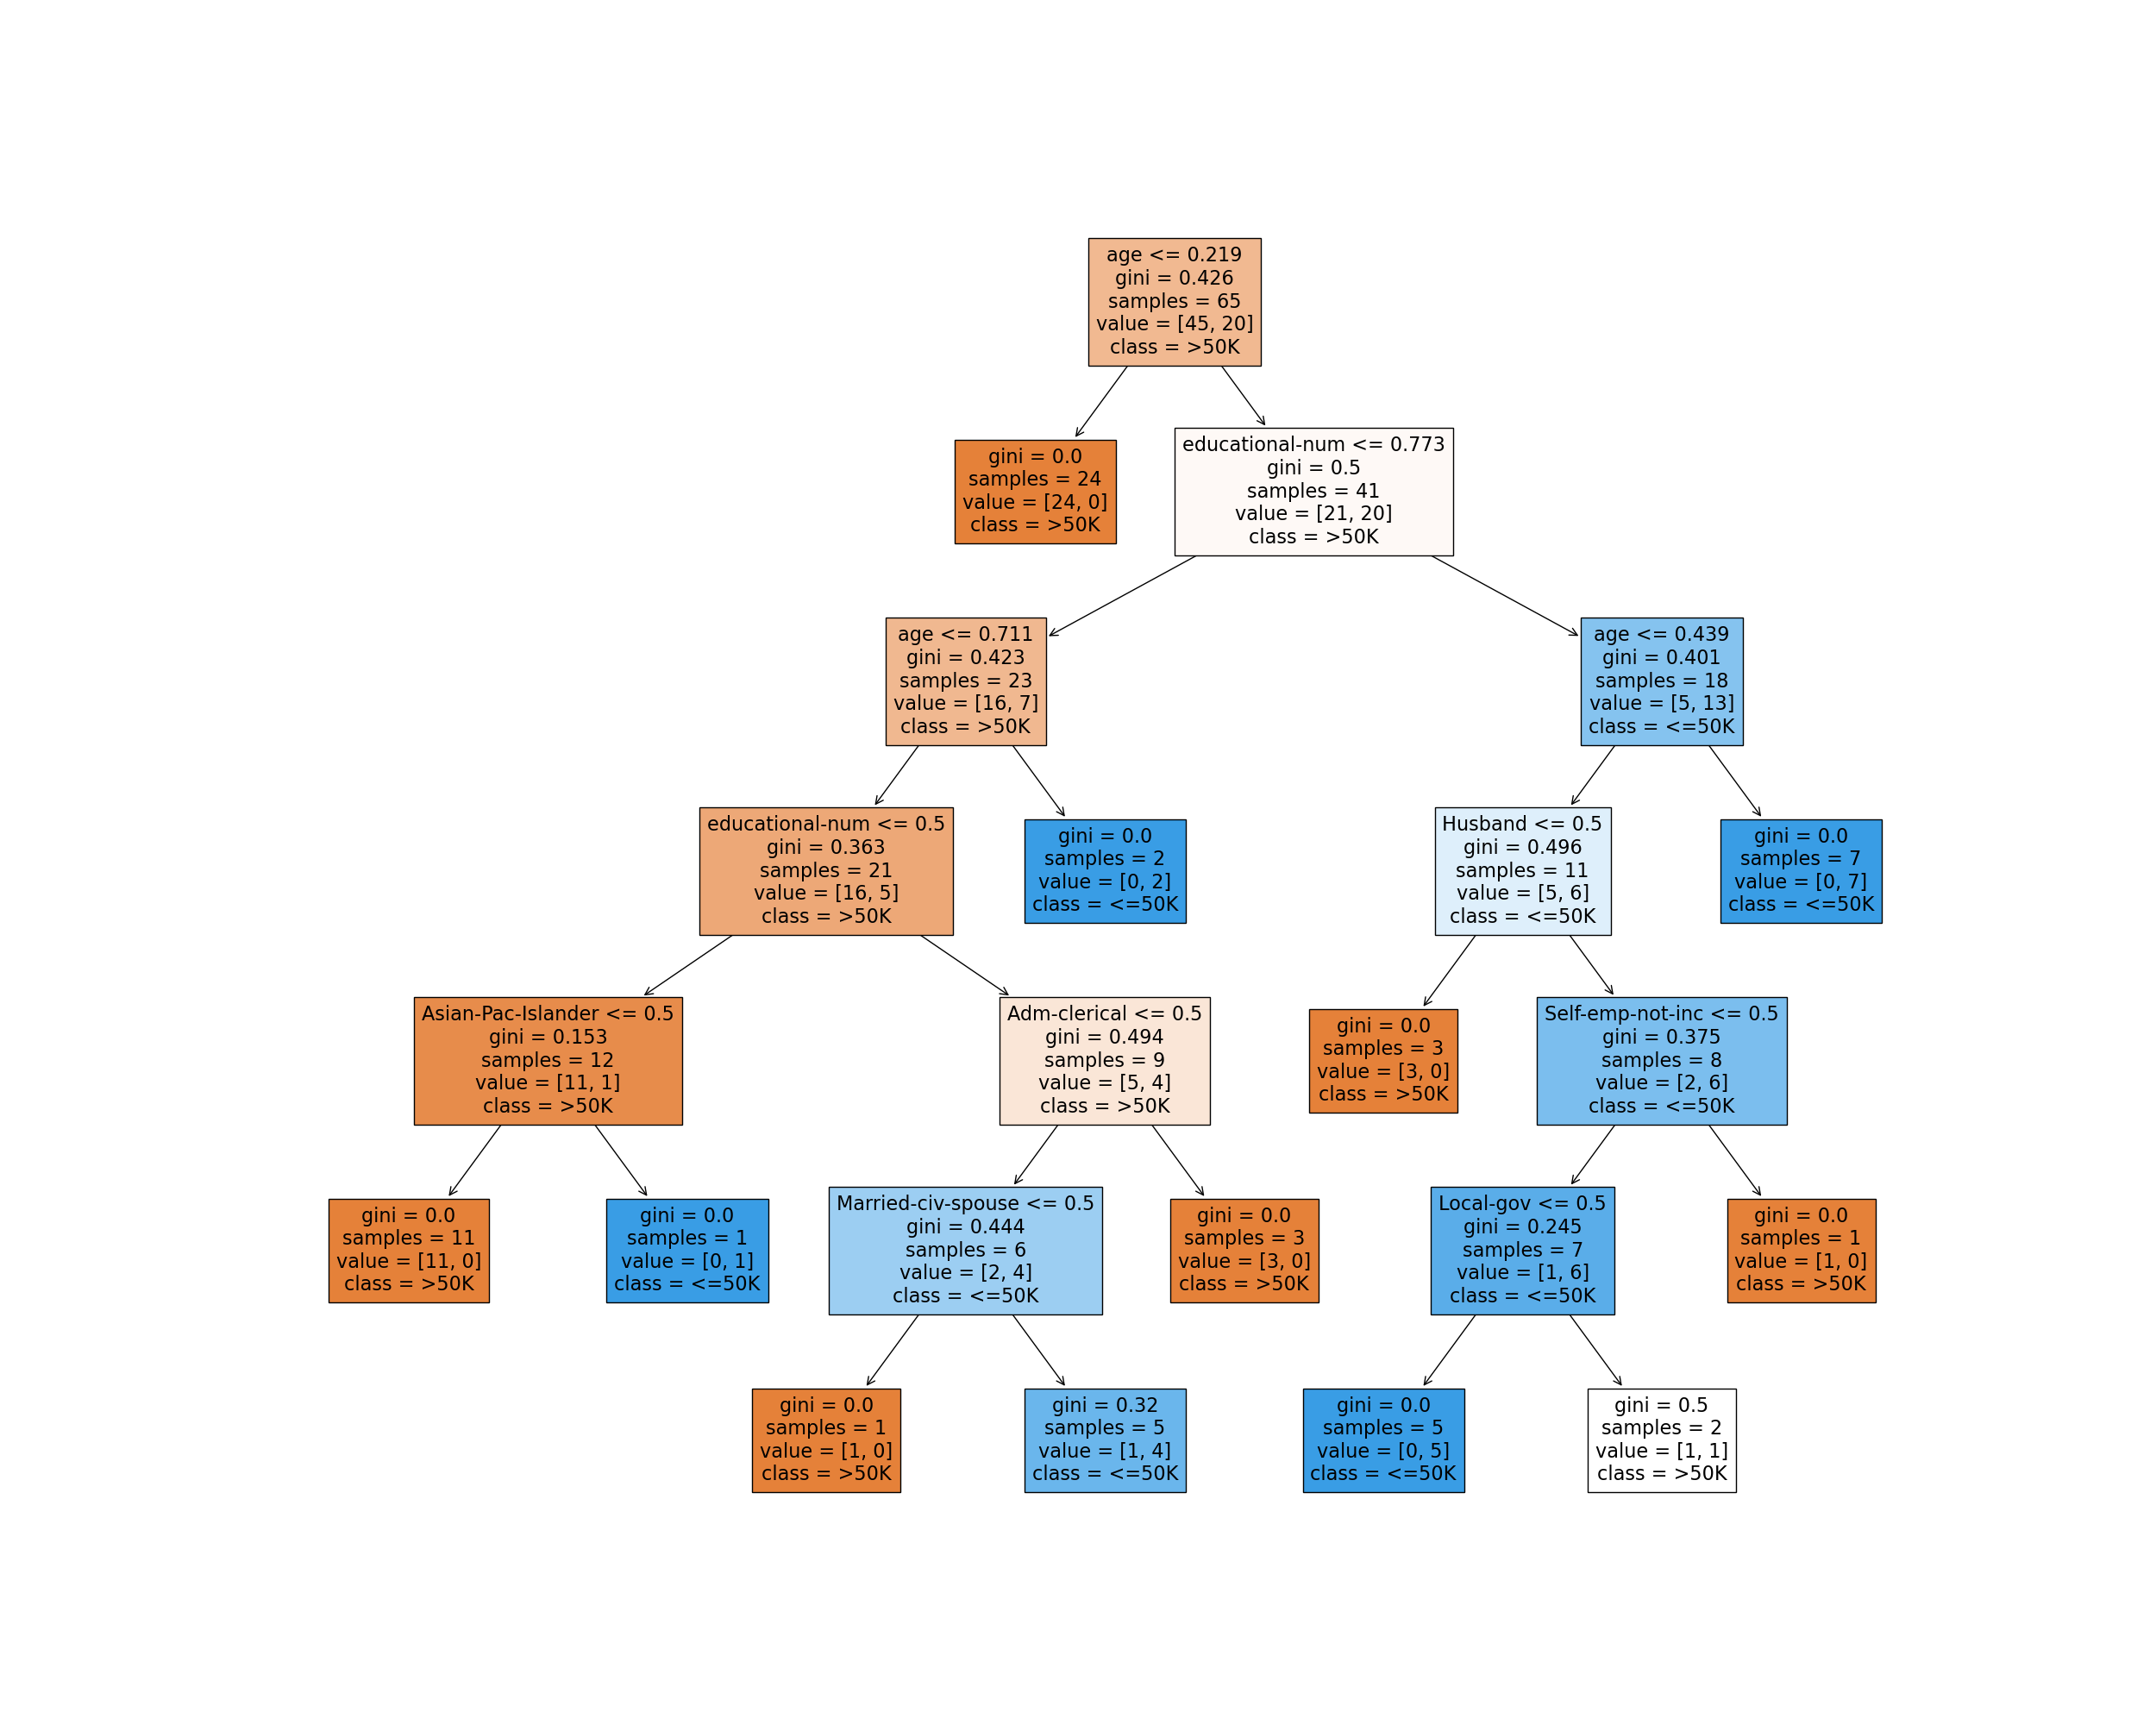 age <= 0.219
gini = 0.426
samples = 65
value = [45, 20]
class = >50K
gini = 0.0
samples = 24
value = [24, 0]
class = >50K
educational-num <= 0.773
gini = 0.5
samples = 41
value = [21, 20]
class = >50K
age <= 0.711
gini = 0.423
samples = 23
value = [16, 7]
class = >50K
age <= 0.439
gini = 0.401
samples = 18
value = [5, 13]
class = <=50K
educational-num <= 0.5
gini = 0.363
samples = 21
value = [16, 5]
class = >50K
gini = 0.0
samples = 2
value = [0, 2]
class = <=50K
Husband <= 0.5
gini = 0.496
samples = 11
value = [5, 6]
class = <=50K
gini = 0.0
samples = 7
value = [0, 7]
class = <=50K
Asian-Pac-Islander <= 0.5
gini = 0.153
samples = 12
value = [11, 1]
class = >50K
Adm-clerical <= 0.5
gini = 0.494
samples = 9
value = [5, 4]
class = >50K
gini = 0.0
samples = 3
value = [3, 0]
class = >50K
Self-emp-not-inc <= 0.5
gini = 0.375
samples = 8
value = [2, 6]
class = <=50K
gini = 0.0
samples = 11
value = [11, 0]
class = >50K
gini = 0.0
samples = 1
value = [0, 1]
class = <=50K
Married-civ-spouse <= 0.5
gini = 0.444
samples = 6
value = [2, 4]
class = <=50K
gini = 0.0
samples = 3
value = [3, 0]
class = >50K
Local-gov <= 0.5
gini = 0.245
samples = 7
value = [1, 6]
class = <=50K
gini = 0.0
samples = 1
value = [1, 0]
class = >50K
gini = 0.0
samples = 1
value = [1, 0]
class = >50K
gini = 0.32
samples = 5
value = [1, 4]
class = <=50K
gini = 0.0
samples = 5
value = [0, 5]
class = <=50K
gini = 0.5
samples = 2
value = [1, 1]
class = >50K